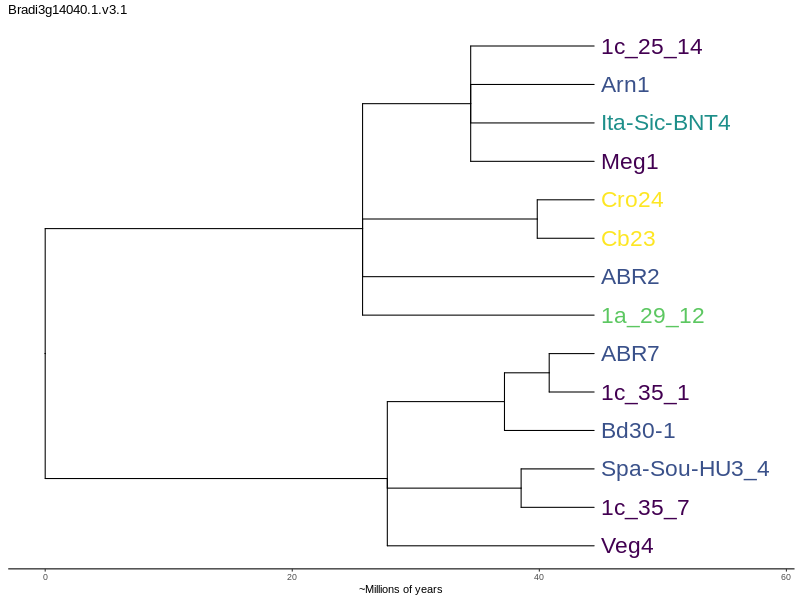 Bradi3g14040.1.v3.1
1c_25_14
Arn1
Ita-Sic-BNT4
Meg1
Cro24
Cb23
ABR2
1a_29_12
ABR7
1c_35_1
Bd30-1
Spa-Sou-HU3_4
1c_35_7
Veg4
0 20 40 60
~Millions of years